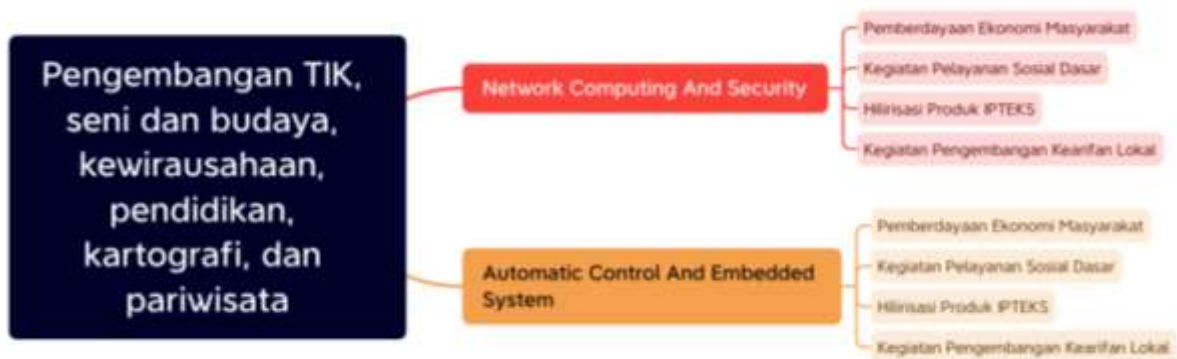 Pengembangan TIK,
seni dan budaya,
kewirausahaan,
pendidikan,
kartografi, dan
pariwisata
Network Computing And Security
Pemberdayaan Ekonomi Masyarakat
Kegiatan Pelayanan Sosial Dasar
Hilirisasi Produk IPTEKS
Kegiatan Pengembangan Kearifan Lokal
Automatic Control And Embedded
System
Pemberdayaan Ekonomi Masyarakat
Kegiatan Pelayanan Sosial Dasar
Hilirisasi Produk IPTEKS
Kegiatan Pengembangan Kearifan Lokal